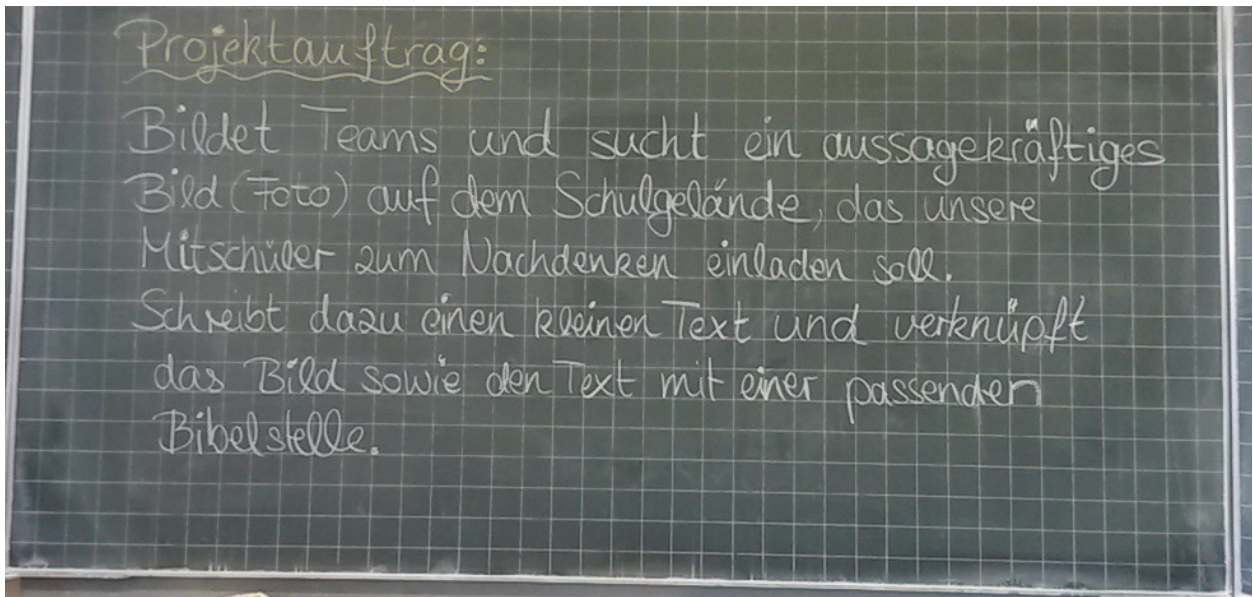 Projektauftrag:
Bildet Teams und sucht ein aussagekräftiges
Bild (Foto) auf dem Schulgelände, das unsere
Mitschüler zum Nachdenken einladen soll.
Schreibt dazu einen kleinen Text und verknüpft
das Bild sowie den Text mit einer passenden
Bibelstelle.